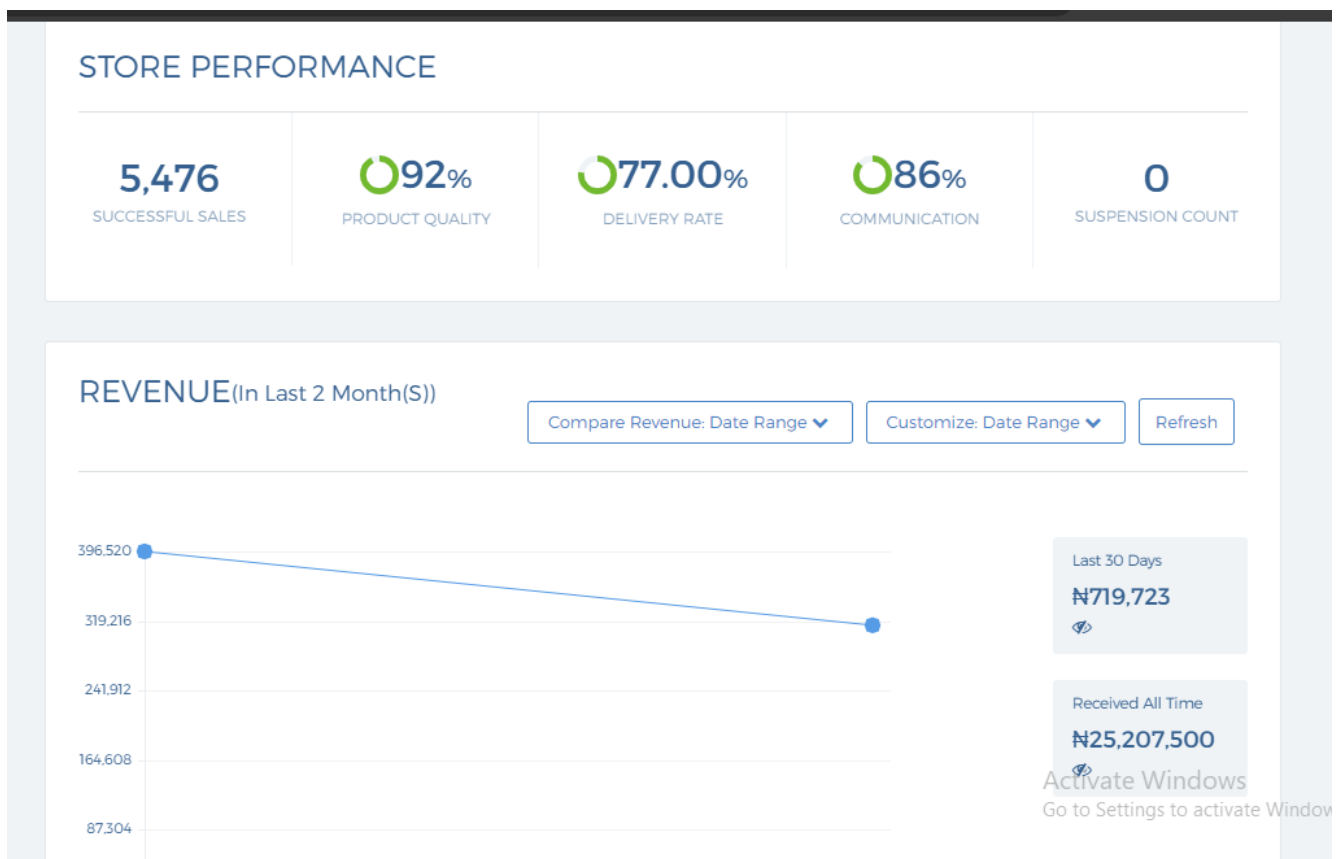 STORE PERFORMANCE
5,476
SUCCESSFUL SALES
92%
PRODUCT QUALITY
77.00%
DELIVERY RATE
86%
COMMUNICATION
0
SUSPENSION COUNT
REVENUE(In Last 2 Month(S))
Compare Revenue: Date Range
Customize: Date Range
Refresh
396,520
319,216
241,912
164,608
87,304
Last 30 Days
₦719,723
Received All Time
₦25,207,500
Activate Windows
Go to Settings to activate Window